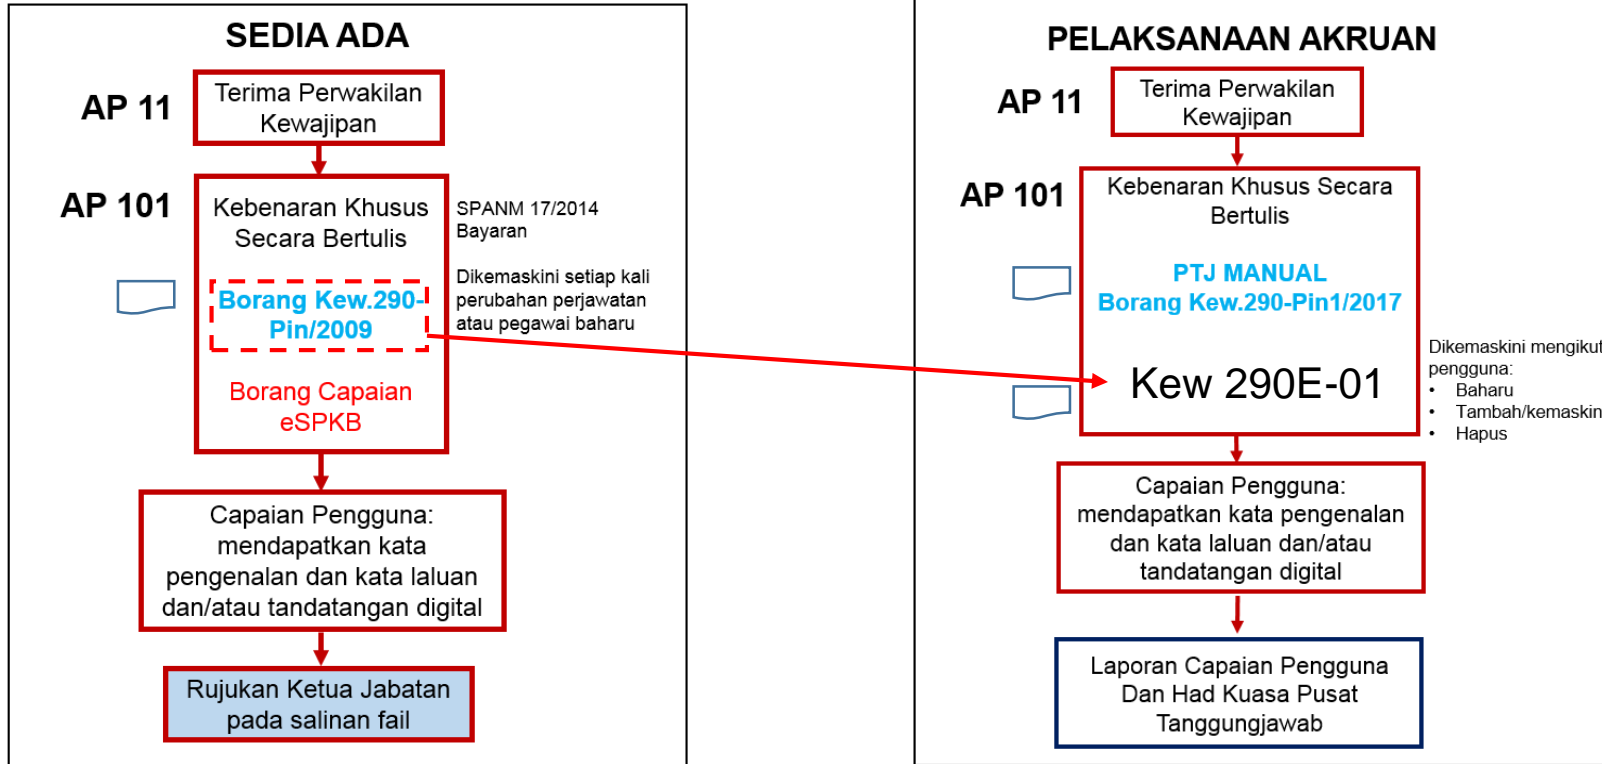 SEDIA ADA
AP 11
Terima Perwakilan
Kewajipan
AP 101
Kebenaran Khusus
Secara Bertulis
SPANM 17/2014
Bayaran
Borang Kew.290-
Pin/2009
Dikemaskini setiap kali
perubahan perjawatan
atau pegawai baharu
Borang Capaian
eSPKB
Capaian Pengguna:
mendapatkan kata
pengenalan dan kata laluan
dan/atau tandatangan digital
Rujukan Ketua Jabatan
pada salinan fail
PELAKSANAAN AKRUAN
AP 11
Terima Perwakilan
Kewajipan
AP 101
Kebenaran Khusus Secara
Bertulis
PTJ MANUAL
Borang Kew.290-Pin1/2017
Kew 290E-01
Dikemaskini mengikut
pengguna:
• Baharu
• Tambah/kemaskin
• Hapus
Capaian Pengguna:
mendapatkan kata pengenalan
dan kata laluan dan/atau
tandatangan digital
Laporan Capaian Pengguna
Dan Had Kuasa Pusat
Tanggungjawab